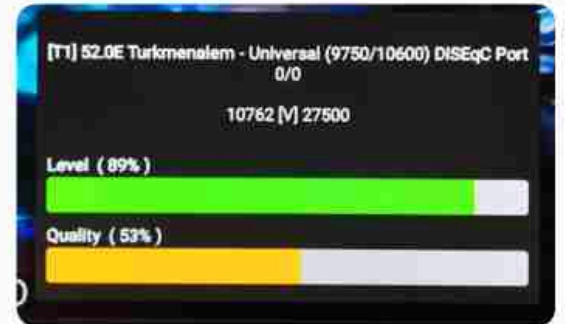 [T1] 52.0E Turkmenalem - Universal (9750/10600) DISEqC Port
0/0
10762 [V] 27500
Level ( 89% )
Quality ( 53% )